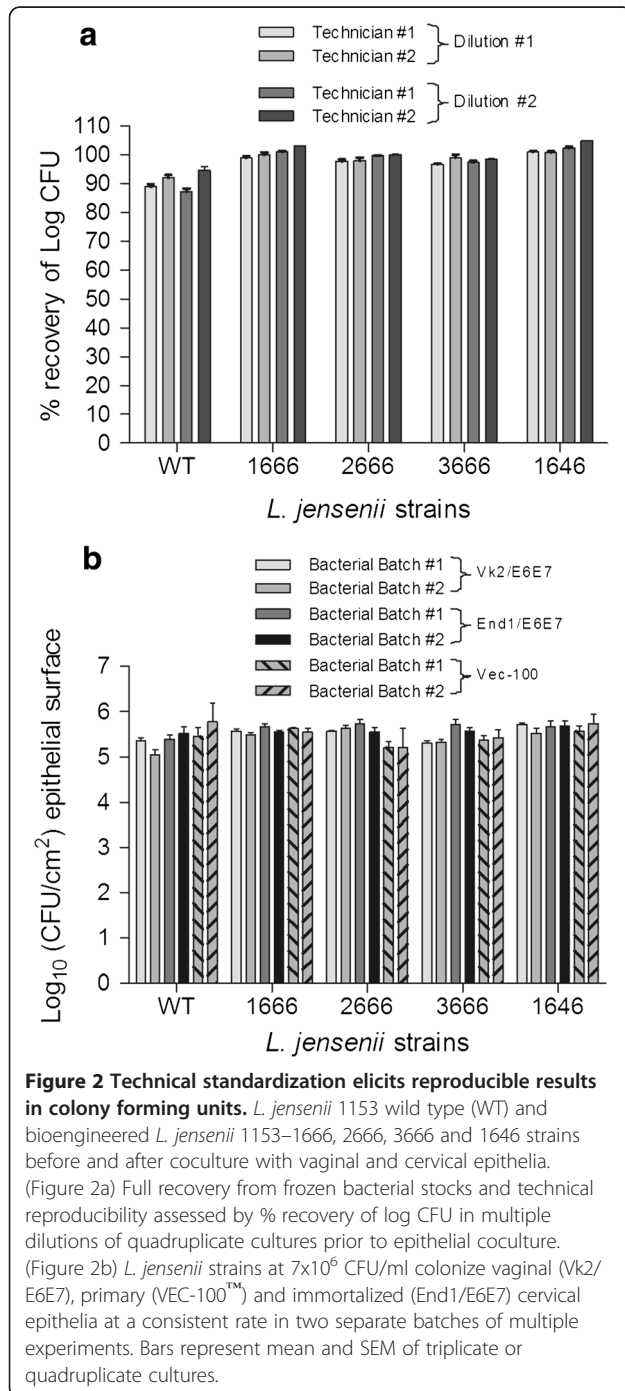 a
Technician #1
Technician #2
Dilution #1
Technician #1
Technician #2
Dilution #2
110
100
90
80
70
60
50
40
30
20
10
0
% recovery of Log CFU
WT 1666 2666 3666 1646
L. jensenii strains
b
Bacterial Batch #1
Bacterial Batch #2
Vk2/E6E7
Bacterial Batch #1
Bacterial Batch #2
End1/E6E7
Bacterial Batch #1
Bacterial Batch #2
Vec-100
7
6
5
4
3
2
1
0
Log₁₀ (CFU/cm²) epithelial surface
WT 1666 2666 3666 1646
L. jensenii strains
Figure 2 Technical standardization elicits reproducible results
in colony forming units. L. jensenii 1153 wild type (WT) and
bioengineered L. jensenii 1153–1666, 2666, 3666 and 1646 strains
before and after coculture with vaginal and cervical epithelia.
(Figure 2a) Full recovery from frozen bacterial stocks and technical
reproducibility assessed by % recovery of log CFU in multiple
dilutions of quadruplicate cultures prior to epithelial coculture.
(Figure 2b) L. jensenii strains at 7x10⁶ CFU/ml colonize vaginal (Vk2/
E6E7), primary (VEC-100™) and immortalized (End1/E6E7) cervical
epithelia at a consistent rate in two separate batches of multiple
experiments. Bars represent mean and SEM of triplicate or
quadruplicate cultures.